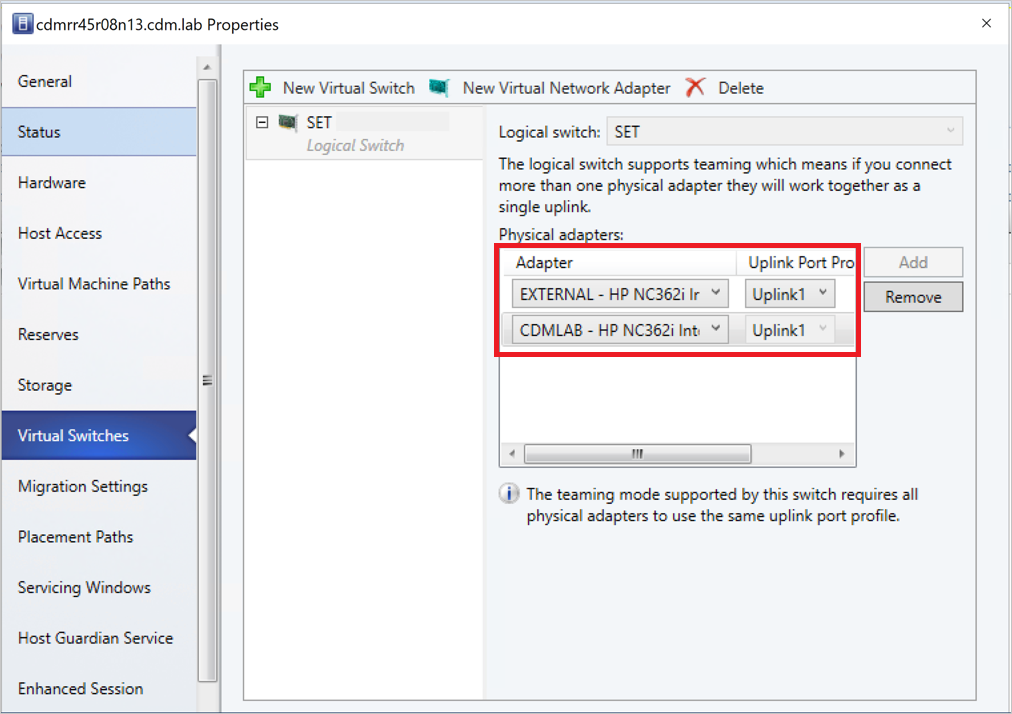 cdmrr45r08n13.cdm.lab Properties
General
Status
Hardware
Host Access
Virtual Machine Paths
Reserves
Storage
Virtual Switches
Migration Settings
Placement Paths
Servicing Windows
Host Guardian Service
Enhanced Session
New Virtual Switch New Virtual Network Adapter Delete
SET
Logical Switch
Logical switch: SET
The logical switch supports teaming which means if you connect
more than one physical adapter they will work together as a
single uplink.
Physical adapters:
Adapter Uplink Port Pro
EXTERNAL - HP NC362i Ir Uplink1
CDMLAB - HP NC362i Int Uplink1
Add
Remove
The teaming mode supported by this switch requires all
physical adapters to use the same uplink port profile.